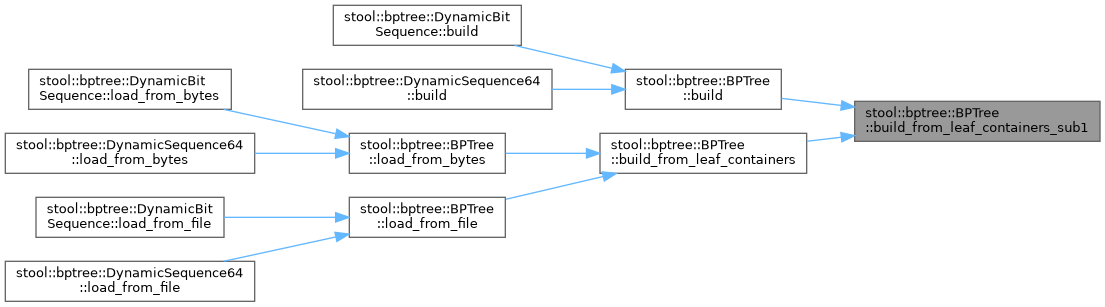 stool::bptree::DynamicBit
Sequence::build
stool::bptree::DynamicBit
Sequence::load_from_bytes
stool::bptree::DynamicSequence64
::build
stool::bptree::BPTree
::build
stool::bptree::BPTree
::build_from_leaf_containers_sub1
stool::bptree::DynamicSequence64
::load_from_bytes
stool::bptree::BPTree
::load_from_bytes
stool::bptree::BPTree
::build_from_leaf_containers
stool::bptree::DynamicBit
Sequence::load_from_file
stool::bptree::BPTree
::load_from_file
stool::bptree::DynamicSequence64
::load_from_file